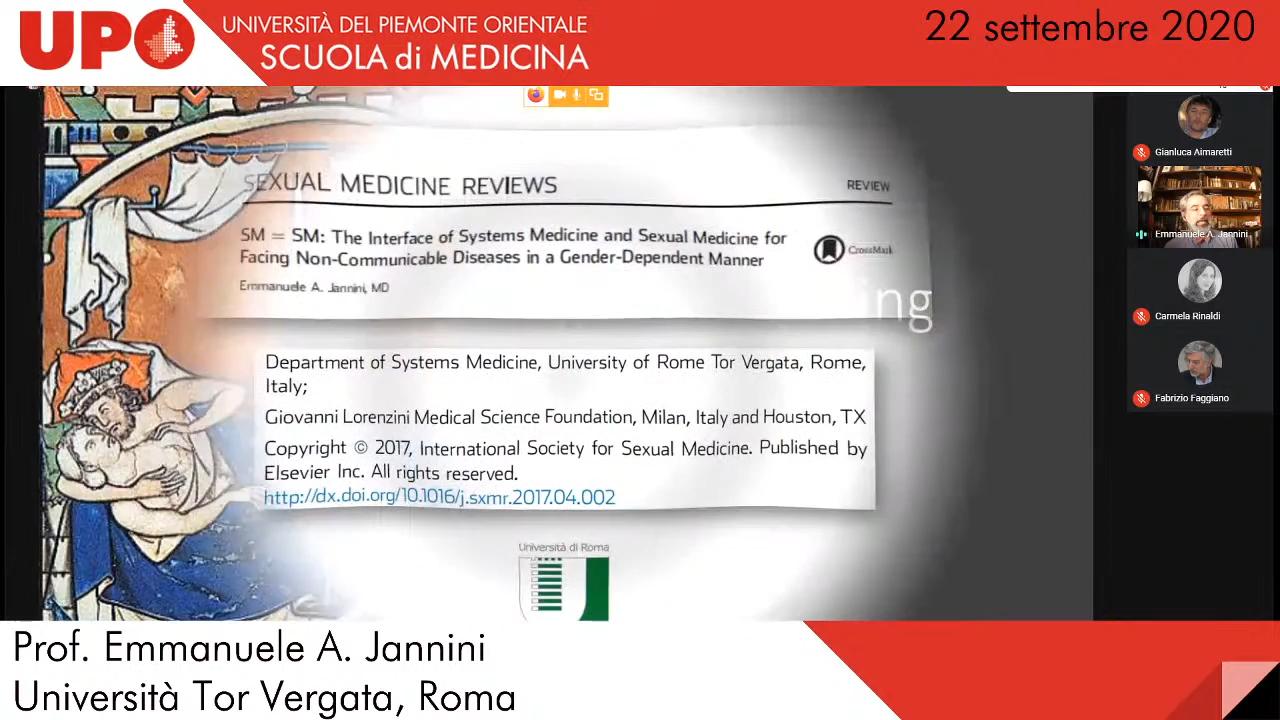 UPO
UNIVERSITÀ DEL PIEMONTE ORIENTALE
SCUOLA di MEDICINA
22 settembre 2020
SEXUAL MEDICINE REVIEWS
REVIEW
SM = SM: The Interface of Systems Medicine and Sexual Medicine for
Facing Non-Communicable Diseases in a Gender-Dependent Manner
CrossMark
Emmanuele A. Jannini, MD
ing
Department of Systems Medicine, University of Rome Tor Vergata, Rome,
Italy;
Giovanni Lorenzini Medical Science Foundation, Milan, Italy and Houston, TX
Copyright © 2017, International Society for Sexual Medicine. Published by
Elsevier Inc. All rights reserved.
http://dx.doi.org/10.1016/j.sxmr.2017.04.002
Università di Roma
Gianluca Aimaretti
Emmanuele A. Jannini
Carmela Rinaldi
Fabrizio Faggiano
Prof. Emmanuele A. Jannini
Università Tor Vergata, Roma